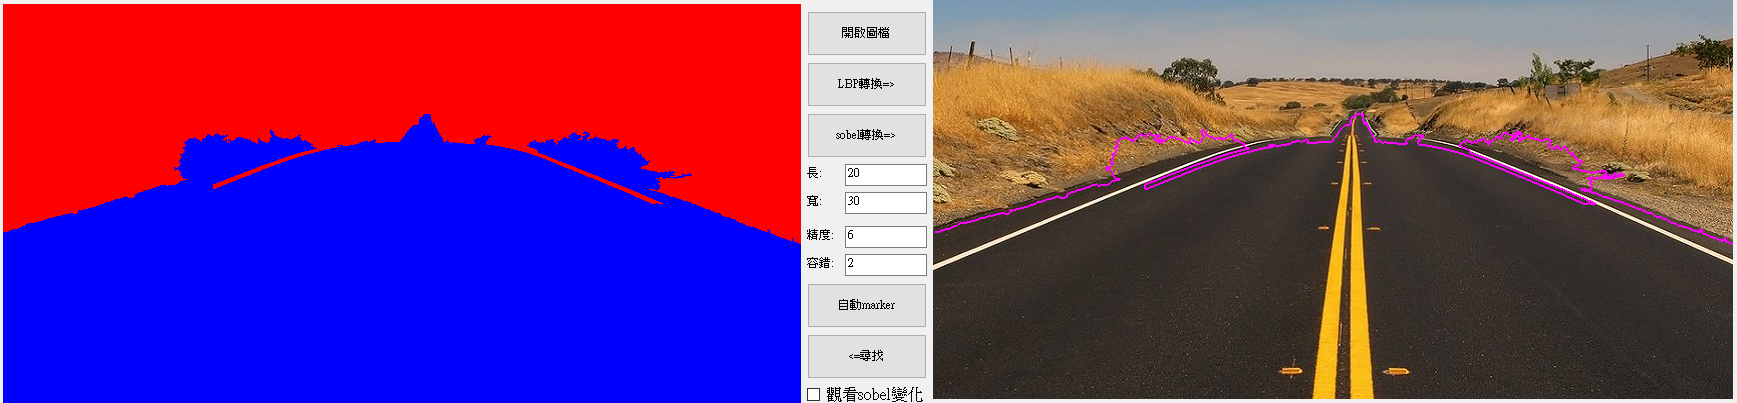 開啟圖檔
LBP轉換=>
sobel轉換=>
長: 20
寬: 30
精度: 6
容錯: 2
自動marker
<=尋找
觀看sobel變化